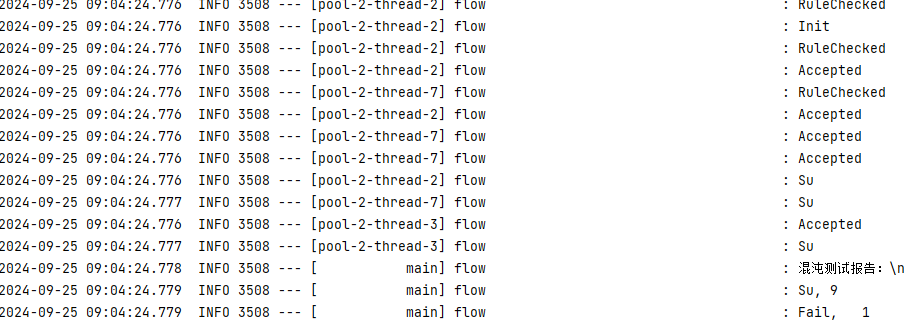 2024-09-25 09:04:24.776  INFO 3508 --- [pool-2-thread-2] flow                                     : RuleChecked
2024-09-25 09:04:24.776  INFO 3508 --- [pool-2-thread-2] flow                                     : Init
2024-09-25 09:04:24.776  INFO 3508 --- [pool-2-thread-2] flow                                     : RuleChecked
2024-09-25 09:04:24.776  INFO 3508 --- [pool-2-thread-2] flow                                     : Accepted
2024-09-25 09:04:24.776  INFO 3508 --- [pool-2-thread-7] flow                                     : RuleChecked
2024-09-25 09:04:24.776  INFO 3508 --- [pool-2-thread-2] flow                                     : Accepted
2024-09-25 09:04:24.776  INFO 3508 --- [pool-2-thread-7] flow                                     : Accepted
2024-09-25 09:04:24.776  INFO 3508 --- [pool-2-thread-7] flow                                     : Accepted
2024-09-25 09:04:24.776  INFO 3508 --- [pool-2-thread-2] flow                                     : Su
2024-09-25 09:04:24.777  INFO 3508 --- [pool-2-thread-7] flow                                     : Su
2024-09-25 09:04:24.776  INFO 3508 --- [pool-2-thread-3] flow                                     : Accepted
2024-09-25 09:04:24.777  INFO 3508 --- [pool-2-thread-3] flow                                     : Su
2024-09-25 09:04:24.778  INFO 3508 --- [           main] flow                                     : 混沌测试报告：\n
2024-09-25 09:04:24.779  INFO 3508 --- [           main] flow                                     : Su, 9
2024-09-25 09:04:24.779  INFO 3508 --- [           main] flow                                     : Fail,   1